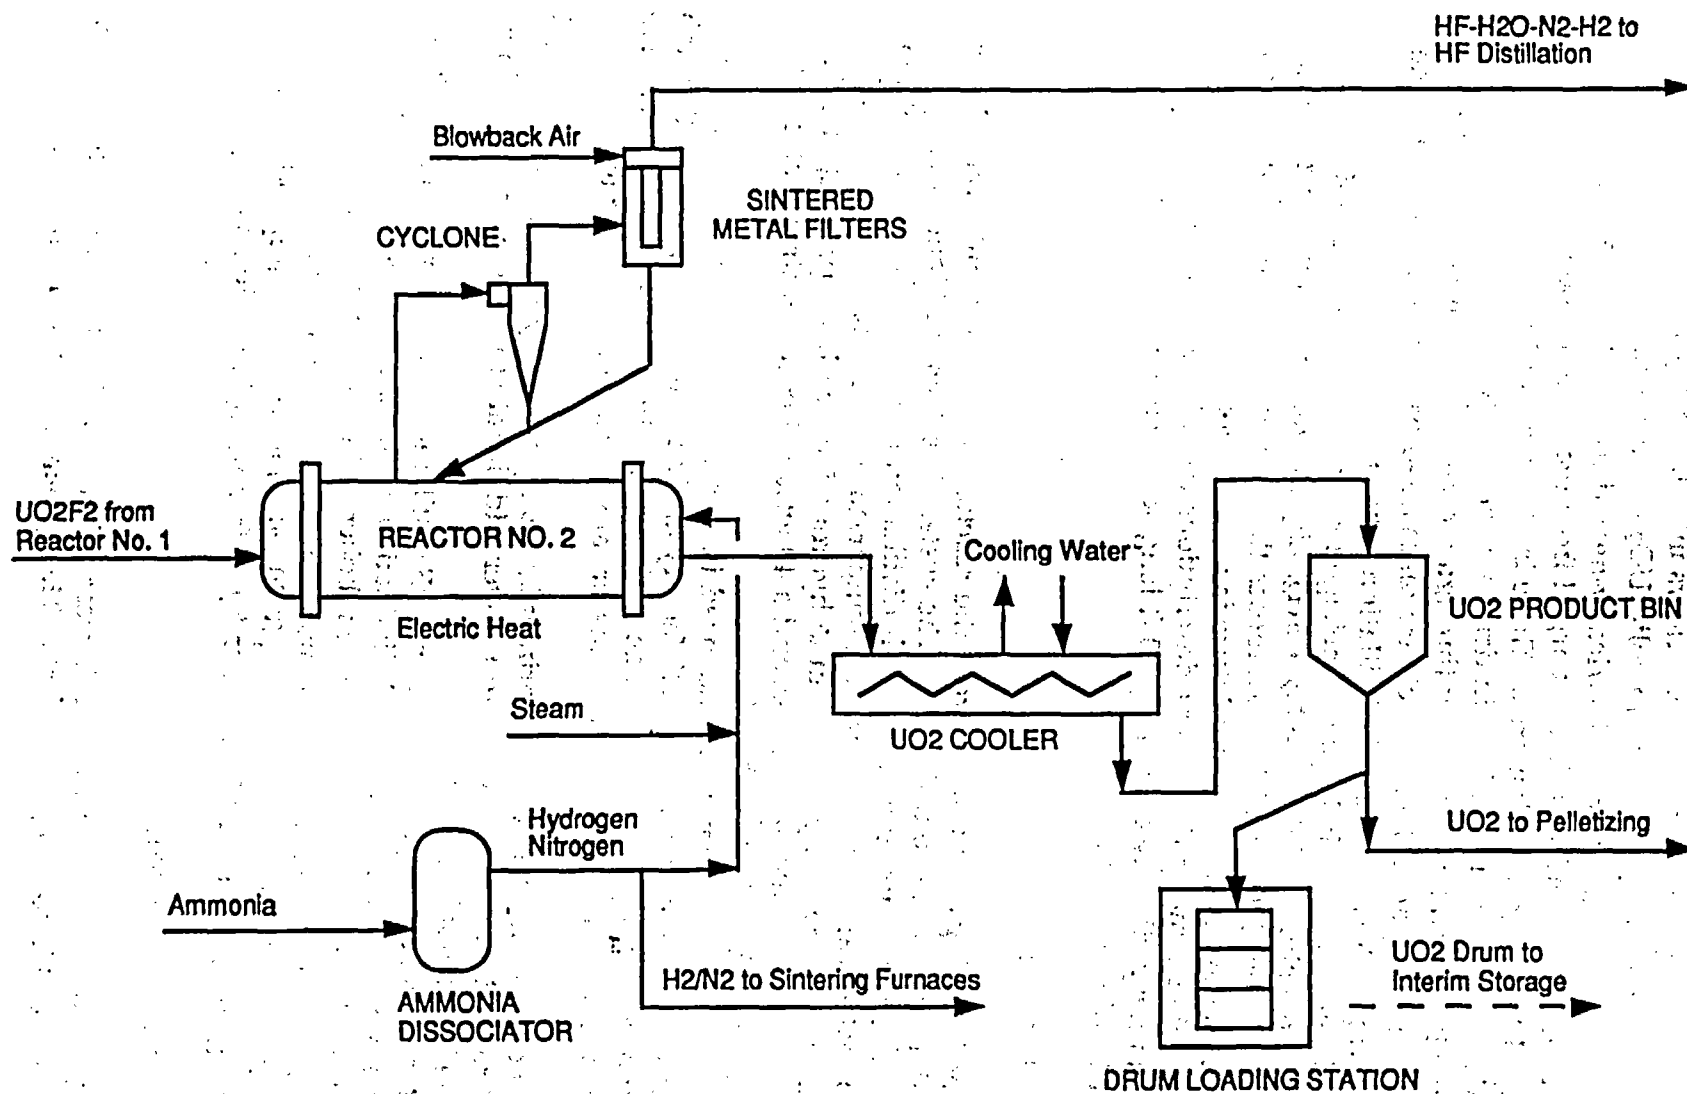 HF-H2O-N2-H2 to
HF Distillation
Blowback Air
SINTERED
METAL FILTERS
CYCLONE
UO2F2 from
Reactor No. 1
REACTOR NO. 2
Electric Heat
Cooling Water
UO2 PRODUCT BIN
Steam
UO2 COOLER
Hydrogen
Nitrogen
UO2 to Pelletizing
Ammonia
UO2 Drum to
Interim Storage
H2/N2 to Sintering Furnaces
AMMONIA
DISSOCIATOR
DRUM LOADING STATION